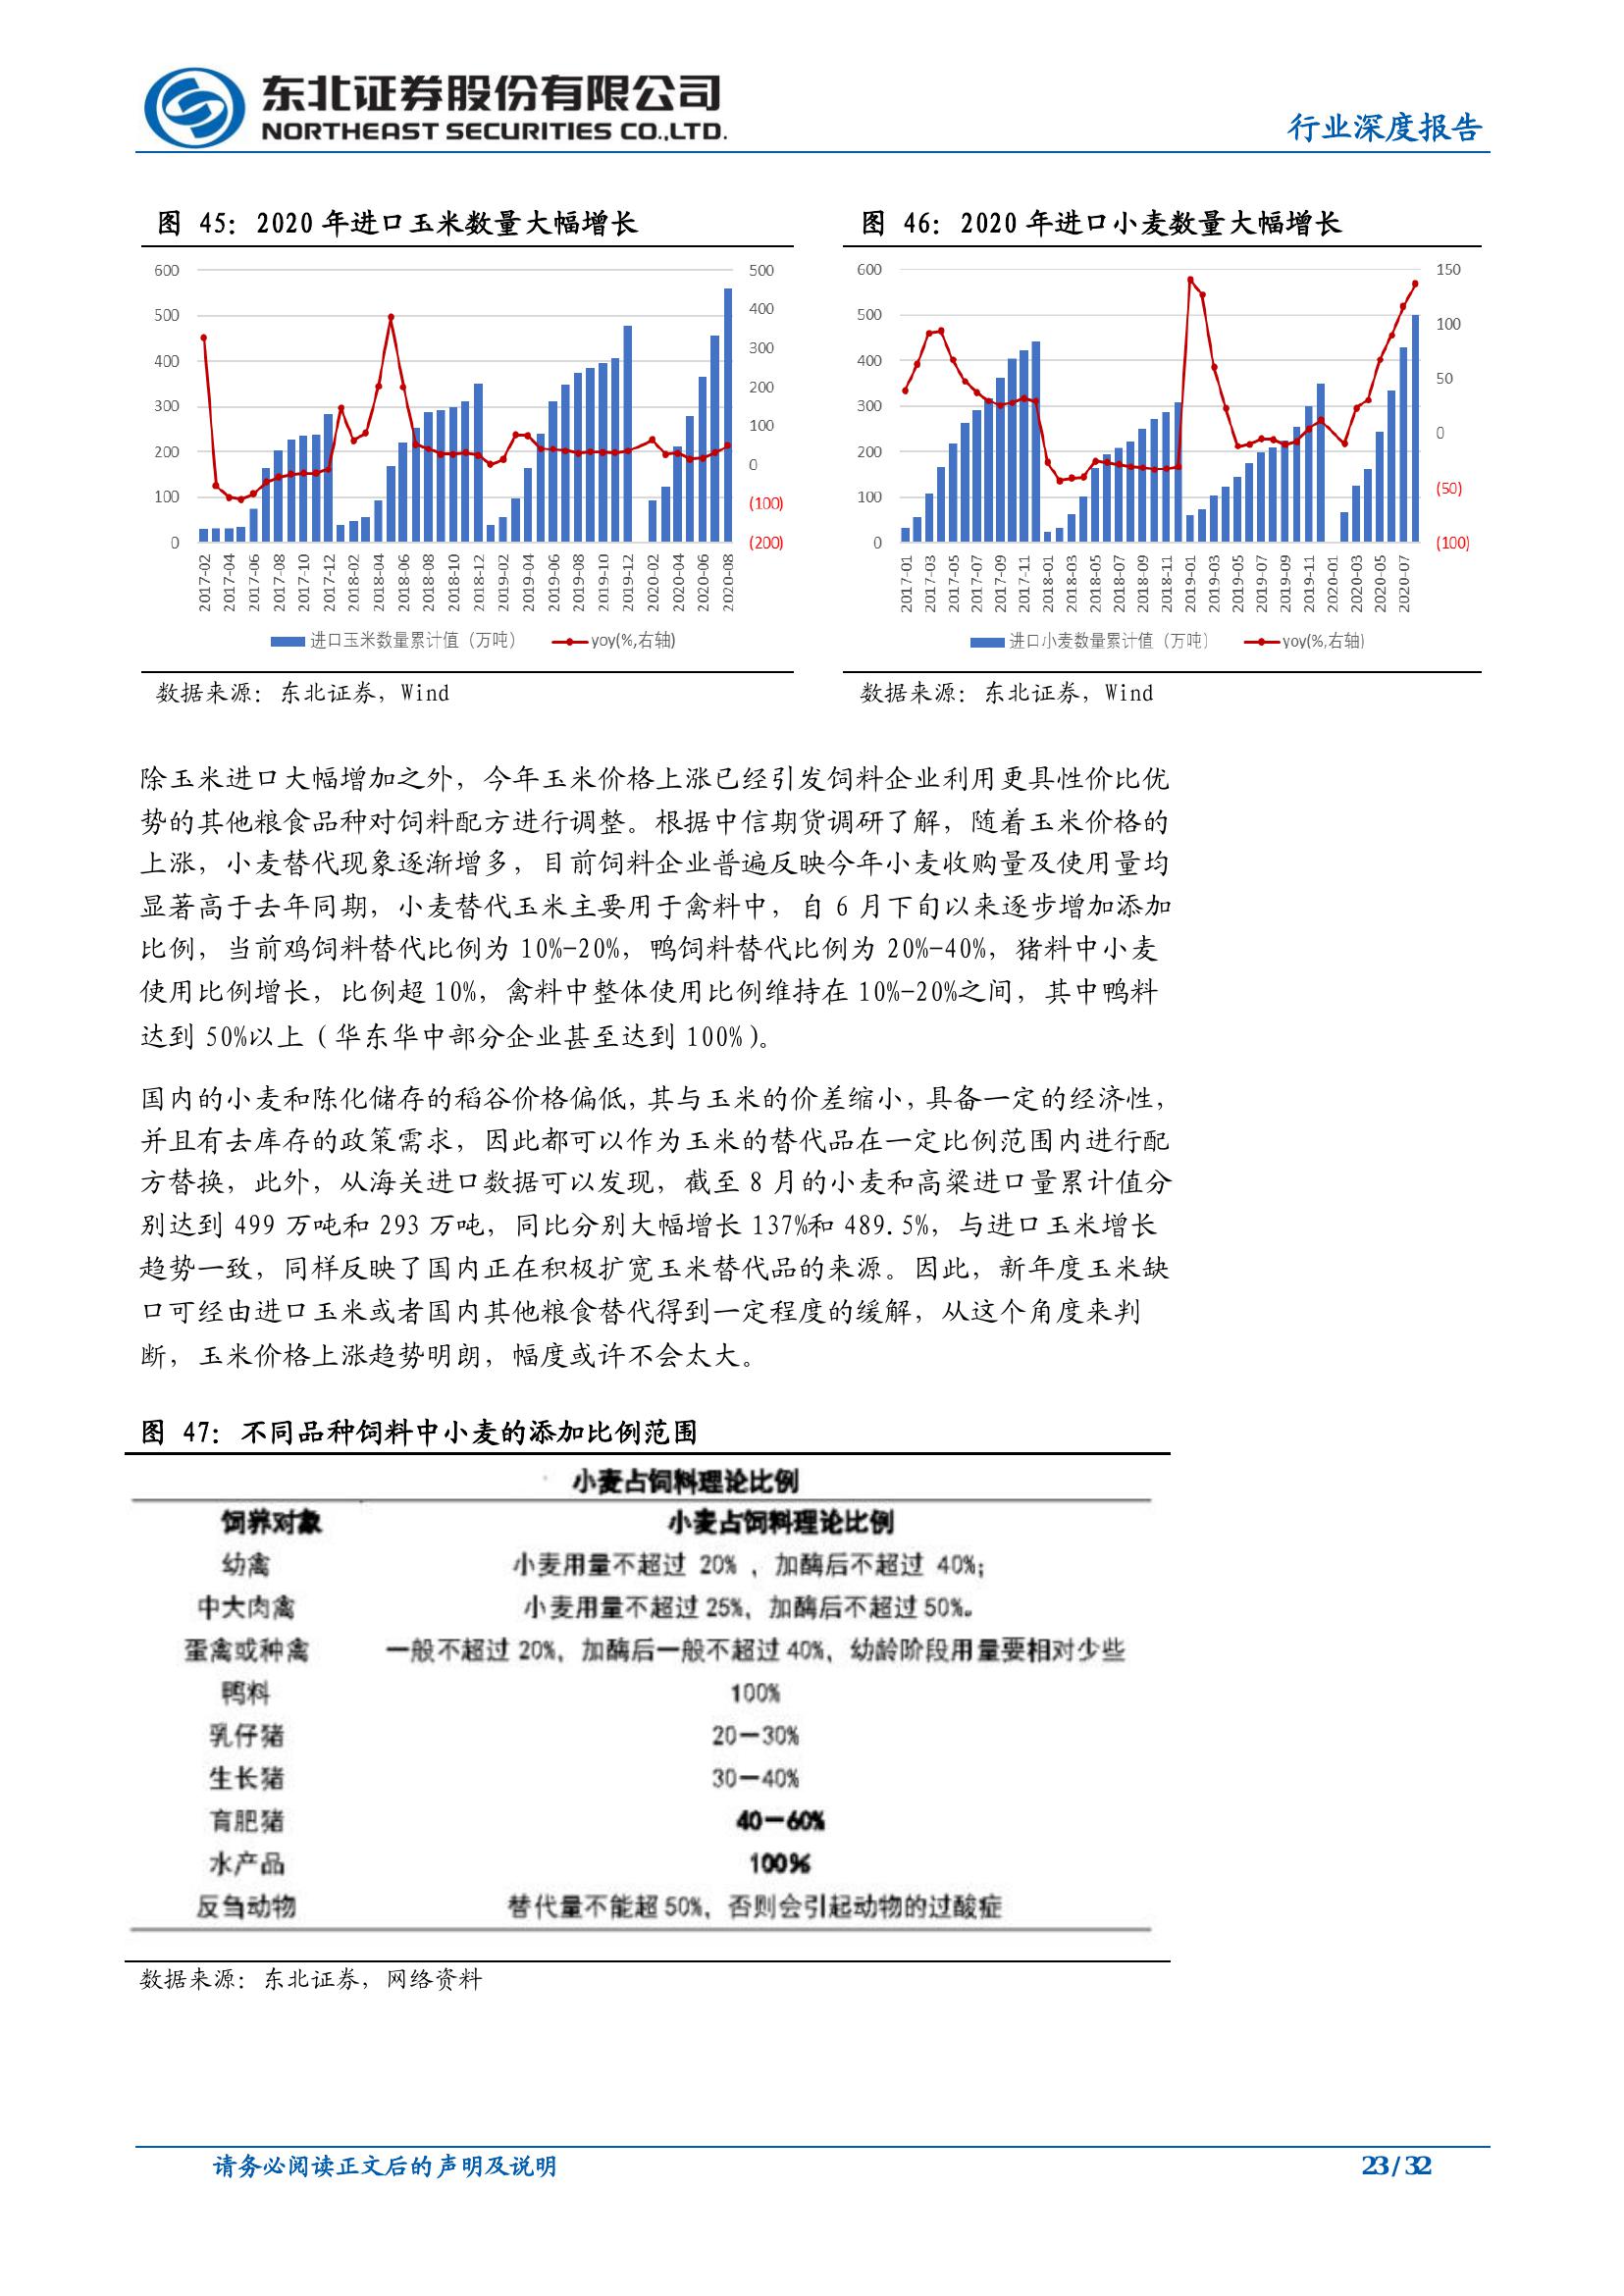 东北证券股份有限公司
NORTHEAST SECURITIES CO.,LTD.
行业深度报告
图 45：2020 年进口玉米数量大幅增长
600
500
400
300
200
100
0
500
400
300
200
100
0
(100)
(200)
2017-02
2017-04
2017-06
2017-08
2017-10
2017-12
2018-02
2018-04
2018-06
2018-08
2018-10
2018-12
2019-02
2019-04
2019-06
2019-08
2019-10
2019-12
2020-02
2020-04
2020-06
2020-08
进口玉米数量累计值（万吨） yoy(%,右轴)
数据来源：东北证券，Wind
图 46：2020 年进口小麦数量大幅增长
600
500
400
300
200
100
0
150
100
50
0
(50)
(100)
2017-01
2017-03
2017-05
2017-07
2017-09
2017-11
2018-01
2018-03
2018-05
2018-07
2018-09
2018-11
2019-01
2019-03
2019-05
2019-07
2019-09
2019-11
2020-01
2020-03
2020-05
2020-07
进口小麦数量累计值（万吨） yoy(%,右轴)
数据来源：东北证券，Wind
除玉米进口大幅增加之外，今年玉米价格上涨已经引发饲料企业利用更具性价比优
势的其他粮食品种对饲料配方进行调整。根据中信期货调研了解，随着玉米价格的
上涨，小麦替代现象逐渐增多，目前饲料企业普遍反映今年小麦收购量及使用量均
显著高于去年同期，小麦替代玉米主要用于禽料中，自 6 月下旬以来逐步增加添加
比例，当前鸡饲料替代比例为 10%-20%，鸭饲料替代比例为 20%-40%，猪料中小麦
使用比例增长，比例超 10%，禽料中整体使用比例维持在 10%-20%之间，其中鸭料
达到 50%以上（华东华中部分企业甚至达到 100%）。
国内的小麦和陈化储存的稻谷价格偏低，其与玉米的价差缩小，具备一定的经济性，
并且有去库存的政策需求，因此都可以作为玉米的替代品在一定比例范围内进行配
方替换，此外，从海关进口数据可以发现，截至 8 月的小麦和高粱进口量累计值分
别达到 499 万吨和 293 万吨，同比分别大幅增长 137%和 489.5%，与进口玉米增长
趋势一致，同样反映了国内正在积极扩宽玉米替代品的来源。因此，新年度玉米缺
口可经由进口玉米或者国内其他粮食替代得到一定程度的缓解，从这个角度来判
断，玉米价格上涨趋势明朗，幅度或许不会太大。
图 47：不同品种饲料中小麦的添加比例范围
小麦占饲料理论比例
饲养对象 小麦占饲料理论比例
幼禽 小麦用量不超过 20% ，加酶后不超过 40%；
中大肉禽 小麦用量不超过 25%，加酶后不超过 50%。
蛋禽或种禽 一般不超过 20%，加酶后一般不超过 40%，幼龄阶段用量要相对少些
鸭料 100%
乳仔猪 20－30%
生长猪 30－40%
育肥猪 40－60%
水产品 100%
反刍动物 替代量不能超 50%，否则会引起动物的过酸症
数据来源：东北证券，网络资料
请务必阅读正文后的声明及说明 23 / 32